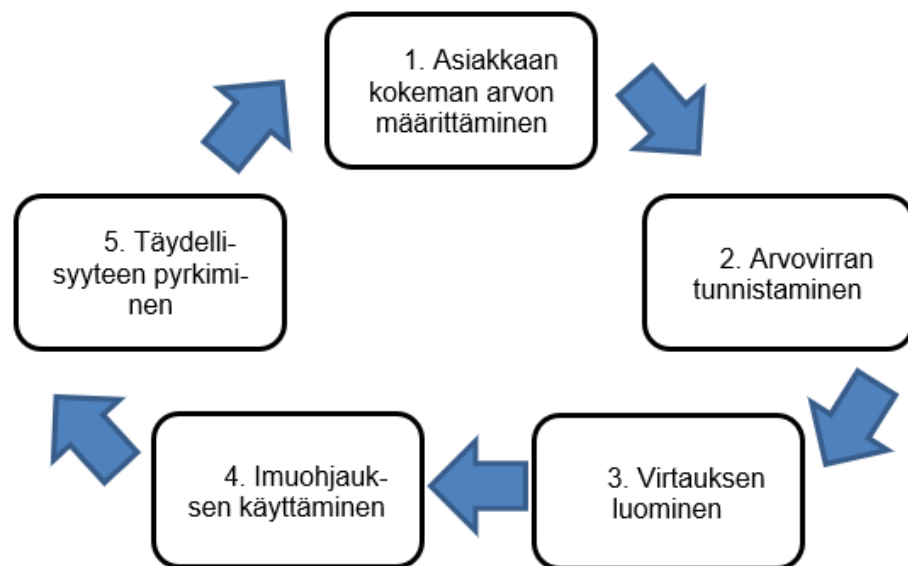 1. Asiakkaan
kokeman arvon
määrittäminen
2. Arvovirran
tunnistaminen
3. Virtauksen
luominen
4. Imuohjauk-
sen käyttäminen
5. Täydelli-
syyteen pyrkimi-
nen